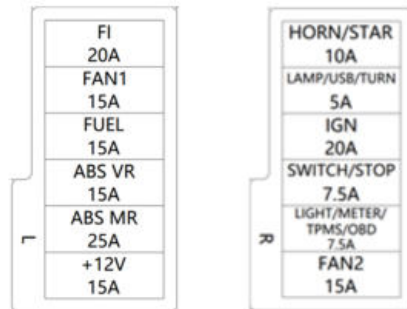 FI
20A
FAN1
15A
FUEL
15A
ABS VR
15A
ABS MR
25A
+12V
15A
L
HORN/STAR
10A
LAMP/USB/TURN
5A
IGN
20A
SWITCH/STOP
7.5A
LIGHT/METER/
TPMS/OBD
7.5A
FAN2
15A
R